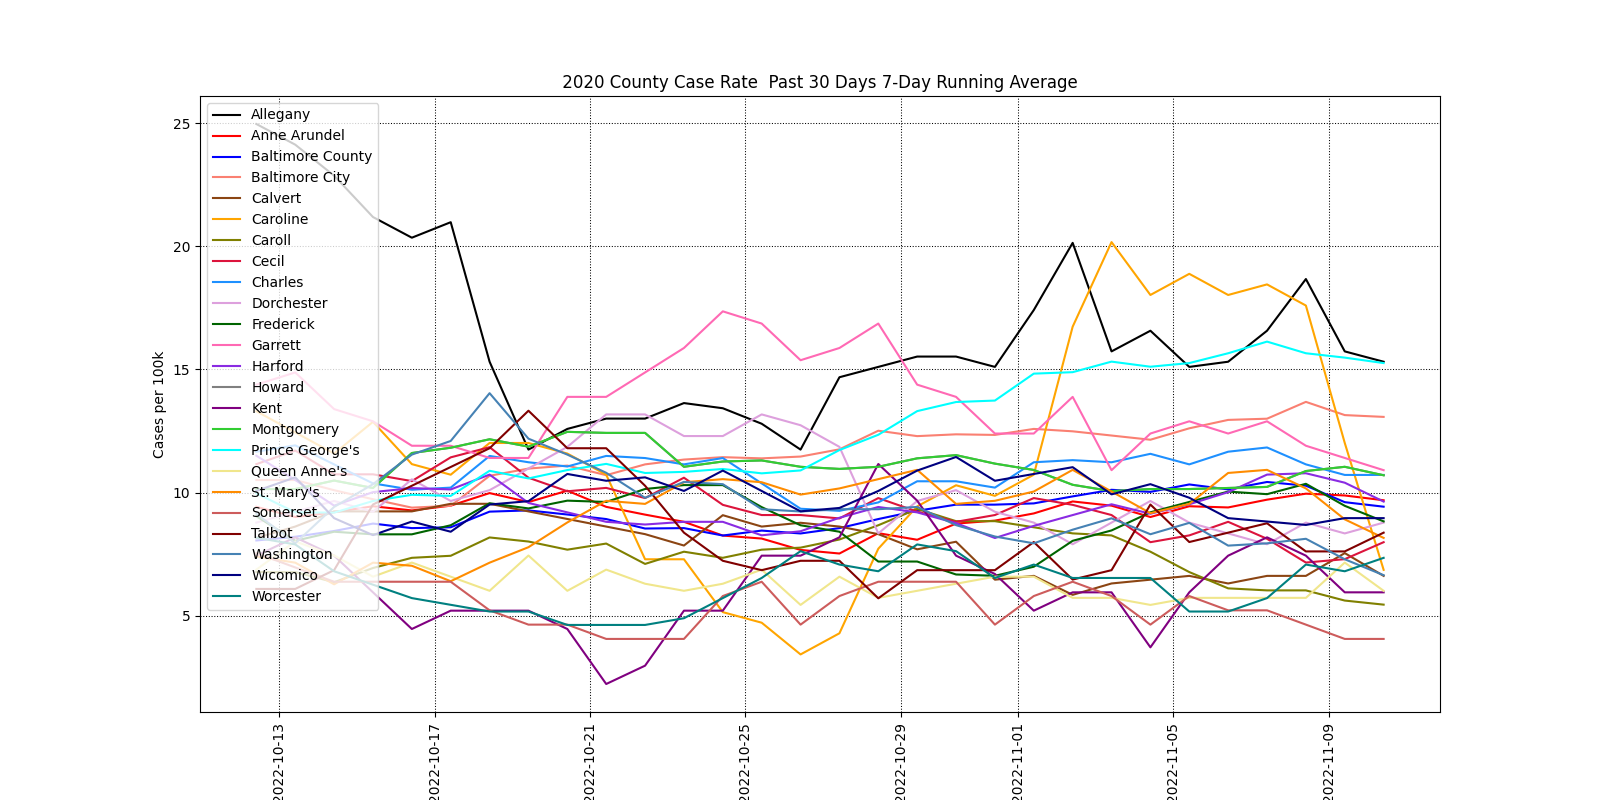 2020 County Case Rate  Past 30 Days 7-Day Running Average
Cases per 100k
25
20
15
10
5
Allegany
Anne Arundel
Baltimore County
Baltimore City
Calvert
Caroline
Caroll
Cecil
Charles
Dorchester
Frederick
Garrett
Harford
Howard
Kent
Montgomery
Prince George's
Queen Anne's
St. Mary's
Somerset
Talbot
Washington
Wicomico
Worcester
2022-10-13
2022-10-17
2022-10-21
2022-10-25
2022-10-29
2022-11-01
2022-11-05
2022-11-09